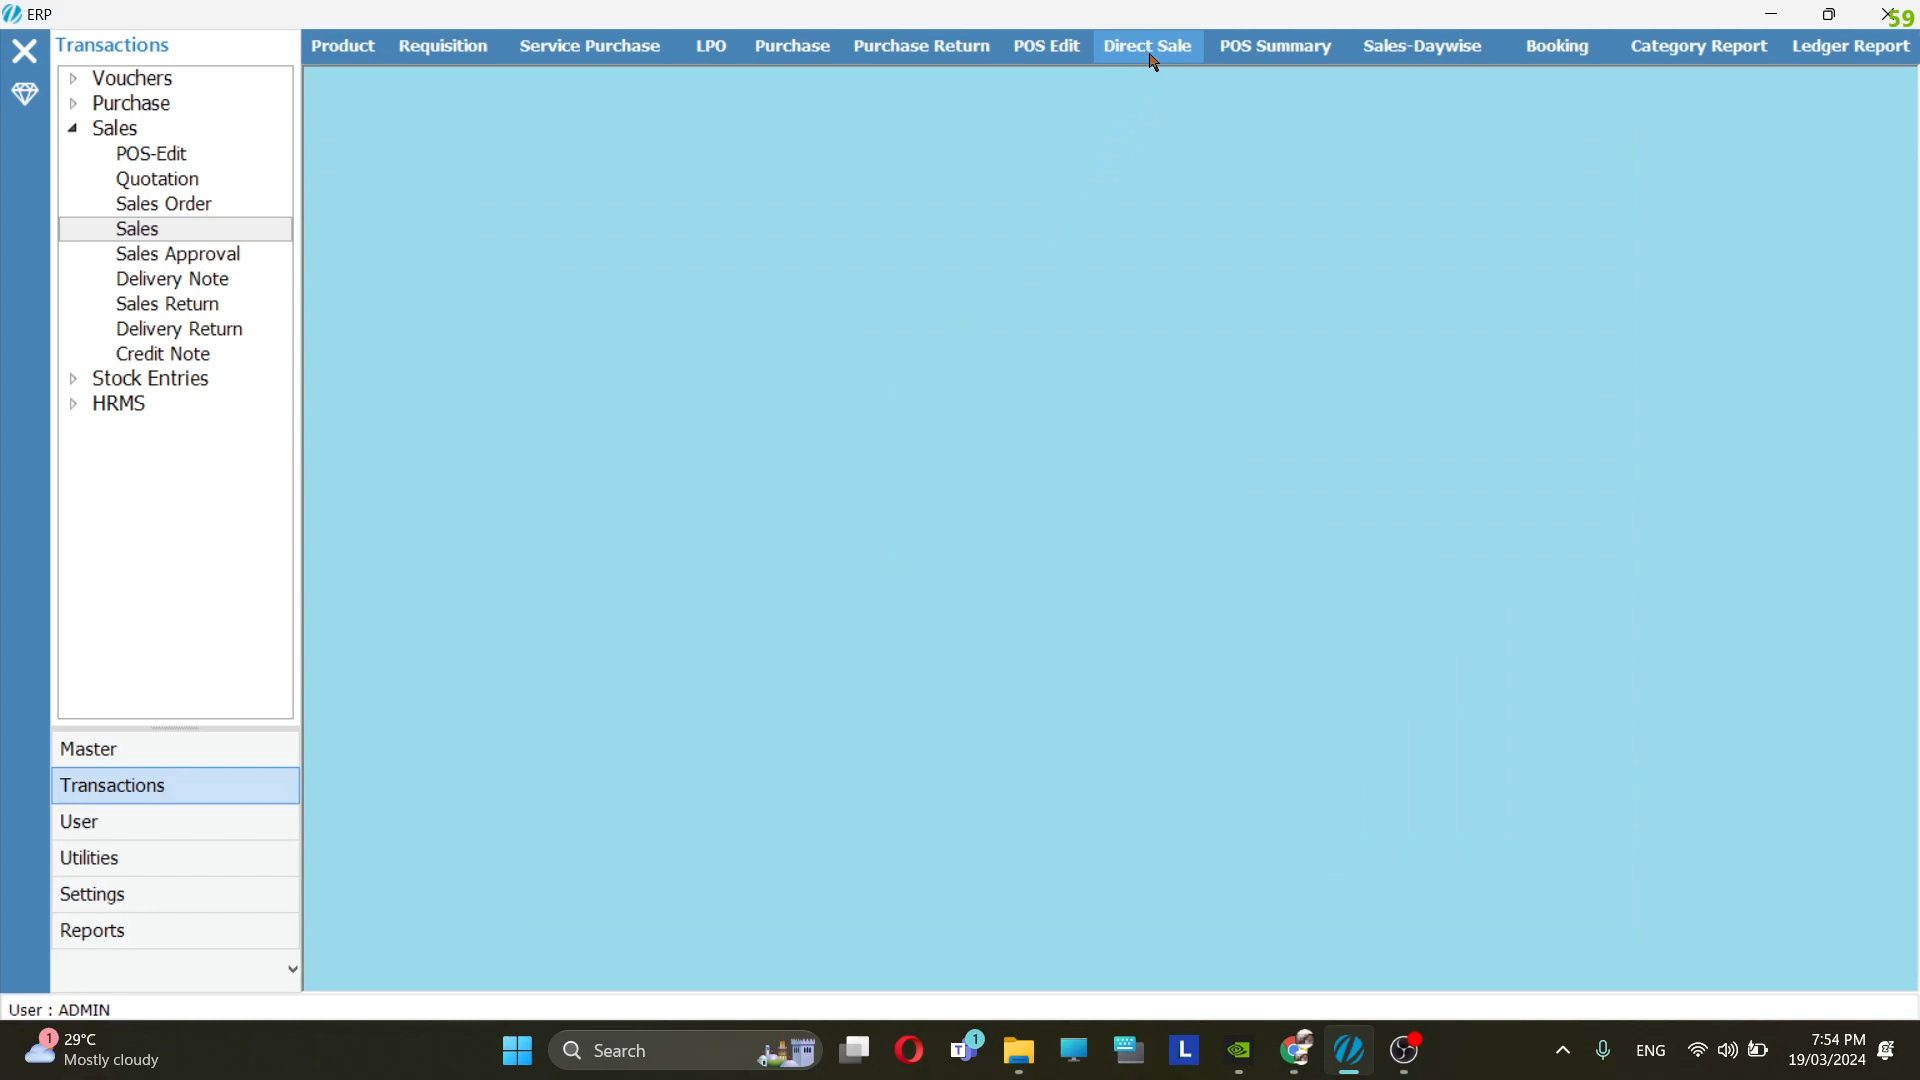 ERP
59
Transactions
Product Requisition Service Purchase LPO Purchase Purchase Return POS Edit Direct Sale POS Summary Sales-Daywise Booking Category Report Ledger Report
Vouchers
Purchase
Sales
POS-Edit
Quotation
Sales Order
Sales
Sales Approval
Delivery Note
Sales Return
Delivery Return
Credit Note
Stock Entries
HRMS
Master
Transactions
User
Utilities
Settings
Reports
User : ADMIN
1
29°C
Mostly cloudy
Search
T
1
L
ENG
7:54 PM
19/03/2024